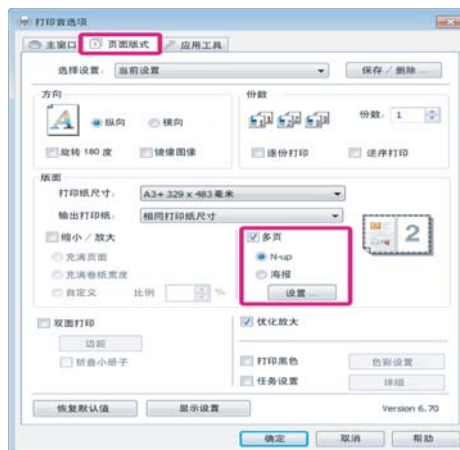 打印首选项
主窗口 页面版式 应用工具
选择设置: 当前设置 保存 / 删除 ...
方向 份数
A 纵向 横向 份数: 1
旋转 180 度 镜像图像 逐份打印 逆序打印
版面
打印纸尺寸: A3+ 329 x 483 毫米
输出打印纸: 相同打印纸尺寸
缩小 / 放大 多页 2
充满页面 N-up
充满卷纸宽度 海报
自定义 比例 % 设置 ...
双面打印 优化放大
边距
折叠小册子 打印黑色 色彩设置
任务设置 详细 ...
恢复默认值 显示设置 Version 6.70
确定 取消 帮助